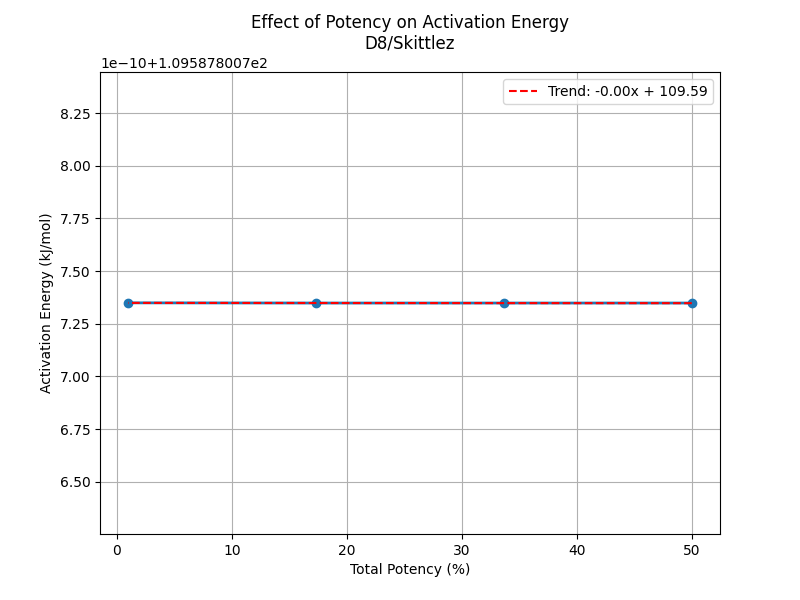 Effect of Potency on Activation Energy
D8/Skittlez
1e−10+1.095878007e2
Trend: -0.00x + 109.59
8.25
8.00
7.75
7.50
7.25
7.00
6.75
6.50
Activation Energy (kJ/mol)
0 10 20 30 40 50
Total Potency (%)